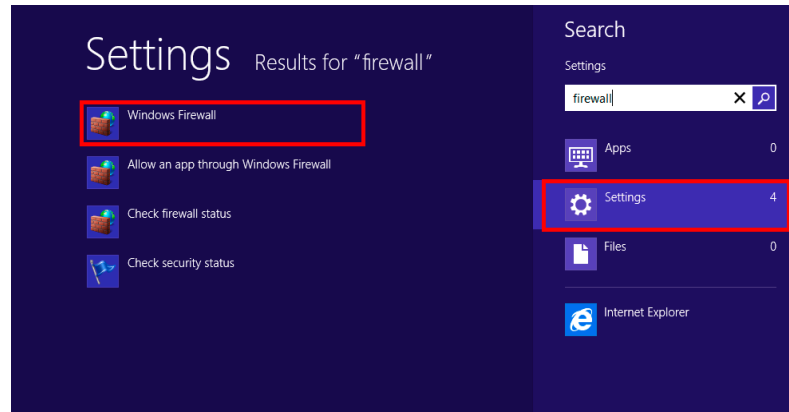 Settings Results for "firewall"
Windows Firewall
Allow an app through Windows Firewall
Check firewall status
Check security status
Search
Settings
firewall
Apps 0
Settings 4
Files 0
Internet Explorer